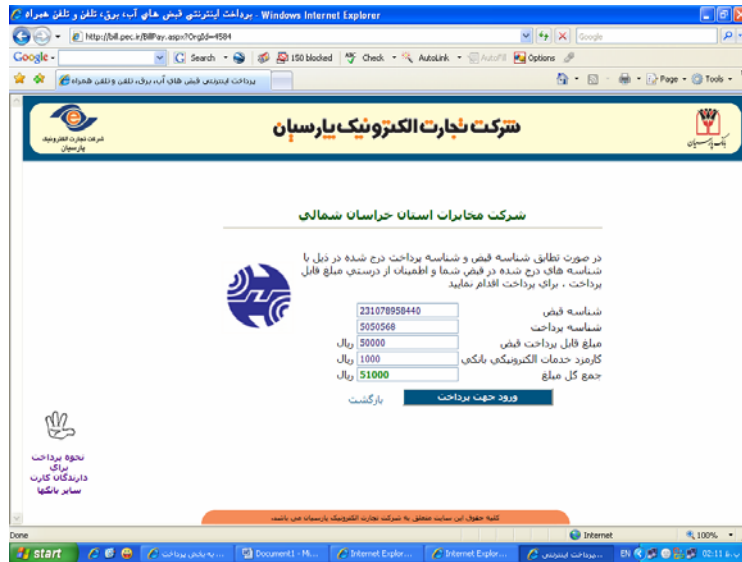 پرداخت اینترنتی قبض های آب، برق، تلفن و تلفن همراه - Windows Internet Explorer
http://bill.pec.ir/BillPay.aspx?OrgId=4584
Google
Google
Search
150 blocked
Check
AutoLink
AutoFill
Options
پرداخت اینترنتی قبض های آب، برق، تلفن و تلفن همراه
Page
Tools
شرکت تجارت الکترونیک
پارسیان
شرکت تجارت الکترونیک پارسیان
بانک پارسیان
شرکت مخابرات استان خراسان شمالی
در صورت تطابق شناسه قبض و شناسه پرداخت درج شده در ذیل با
شناسه های درج شده در قبض شما و اطمینان از درستی مبلغ قابل
پرداخت ، برای پرداخت اقدام نمایید
شناسه قبض 231078958440
شناسه پرداخت 5050568
مبلغ قابل پرداخت قبض 50000 ریال
کارمزد خدمات الکترونیکی بانکی 1000 ریال
جمع کل مبلغ 51000 ریال
ورود جهت پرداخت
بازگشت
نحوه پرداخت
برای
دارندگان کارت
سایر بانکها
کلیه حقوق این سایت متعلق به شرکت تجارت الکترونیک پارسیان می باشد.
Done
Internet
100%
start
به بخش پرداخت ...
Document1 - Mi...
Internet Explor...
Internet Explor...
پرداخت اینترنتی...
EN
02:11 ب.ظ